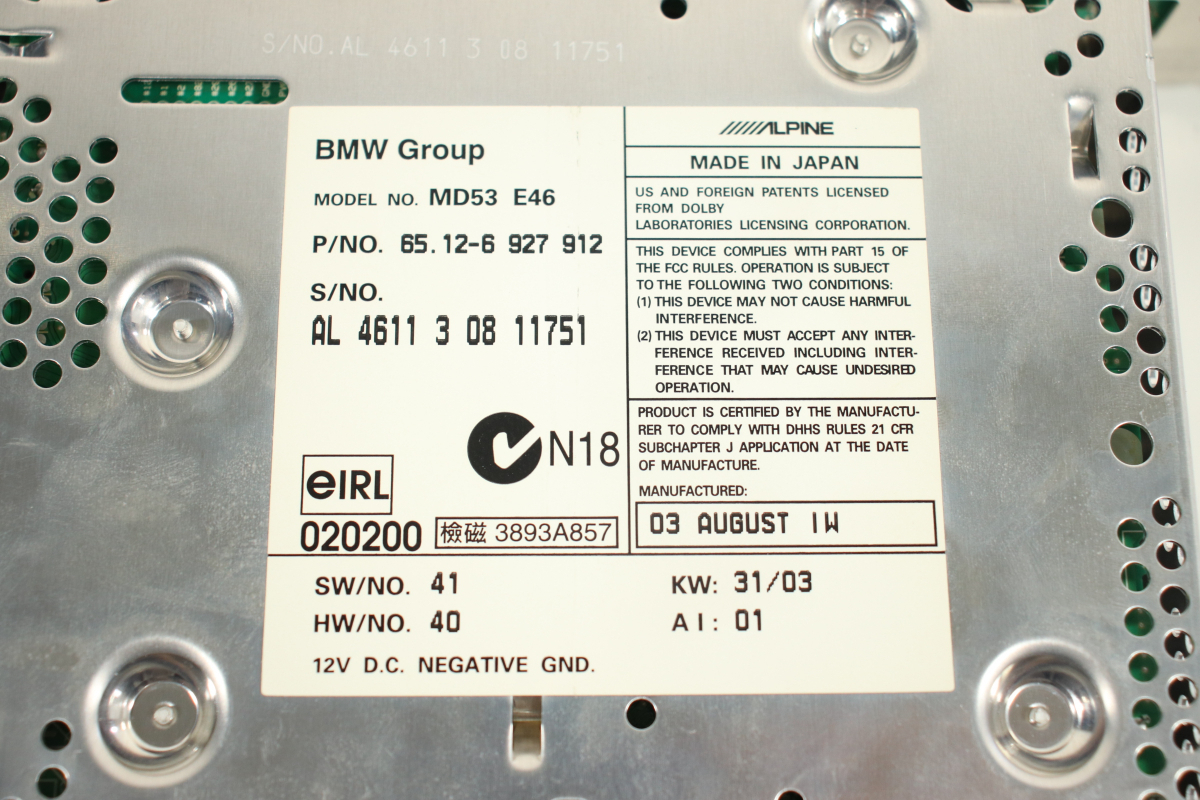 S/NO.AL 4611 3 08 11751
BMW Group
MODEL NO. MD53 E46
P/NO. 65.12-6 927 912
S/NO.
AL 4611 3 08 11751
N18
eIRL
020200
檢磁 3893A857
ALPINE
MADE IN JAPAN
US AND FOREIGN PATENTS LICENSED
FROM DOLBY
LABORATORIES LICENSING CORPORATION.
THIS DEVICE COMPLIES WITH PART 15 OF
THE FCC RULES. OPERATION IS SUBJECT
TO THE FOLLOWING TWO CONDITIONS:
(1) THIS DEVICE MAY NOT CAUSE HARMFUL
INTERFERENCE.
(2) THIS DEVICE MUST ACCEPT ANY INTER-
FERENCE RECEIVED INCLUDING INTER-
FERENCE THAT MAY CAUSE UNDESIRED
OPERATION.
PRODUCT IS CERTIFIED BY THE MANUFACTU-
RER TO COMPLY WITH DHHS RULES 21 CFR
SUBCHAPTER J APPLICATION AT THE DATE
OF MANUFACTURE.
MANUFACTURED:
03 AUGUST 1W
SW/NO. 41
KW: 31/03
HW/NO. 40
AI: 01
12V D.C. NEGATIVE GND.